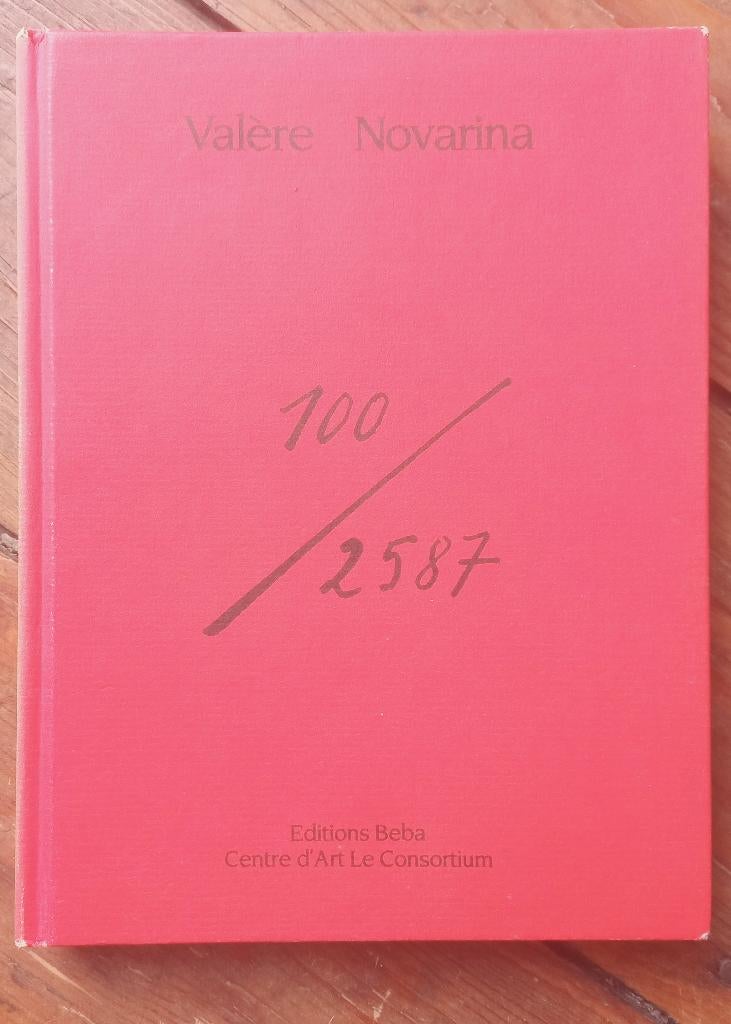 Valère Novarina
100
/
2587
Editions Beba
Centre d'Art Le Consortium